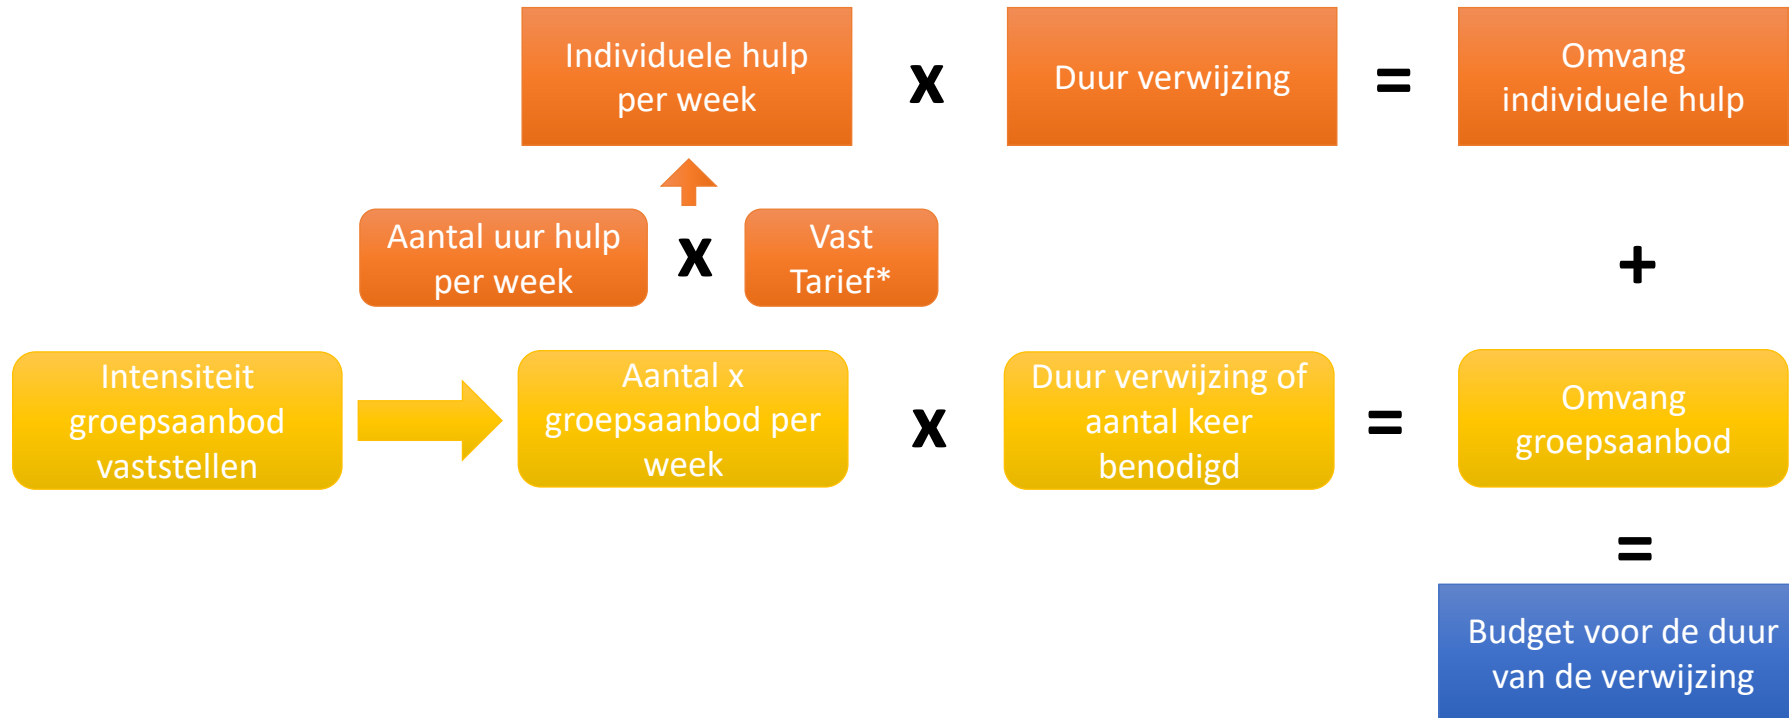 Individuele hulp
per week
x
Duur verwijzing
=
Omvang
individuele hulp
Aantal uur hulp
per week
x
Vast
Tarief*
+
Intensiteit
groepsaanbod
vaststellen
Aantal x
groepsaanbod per
week
x
Duur verwijzing of
aantal keer
benodigd
=
Omvang
groepsaanbod
=
Budget voor de duur
van de verwijzing